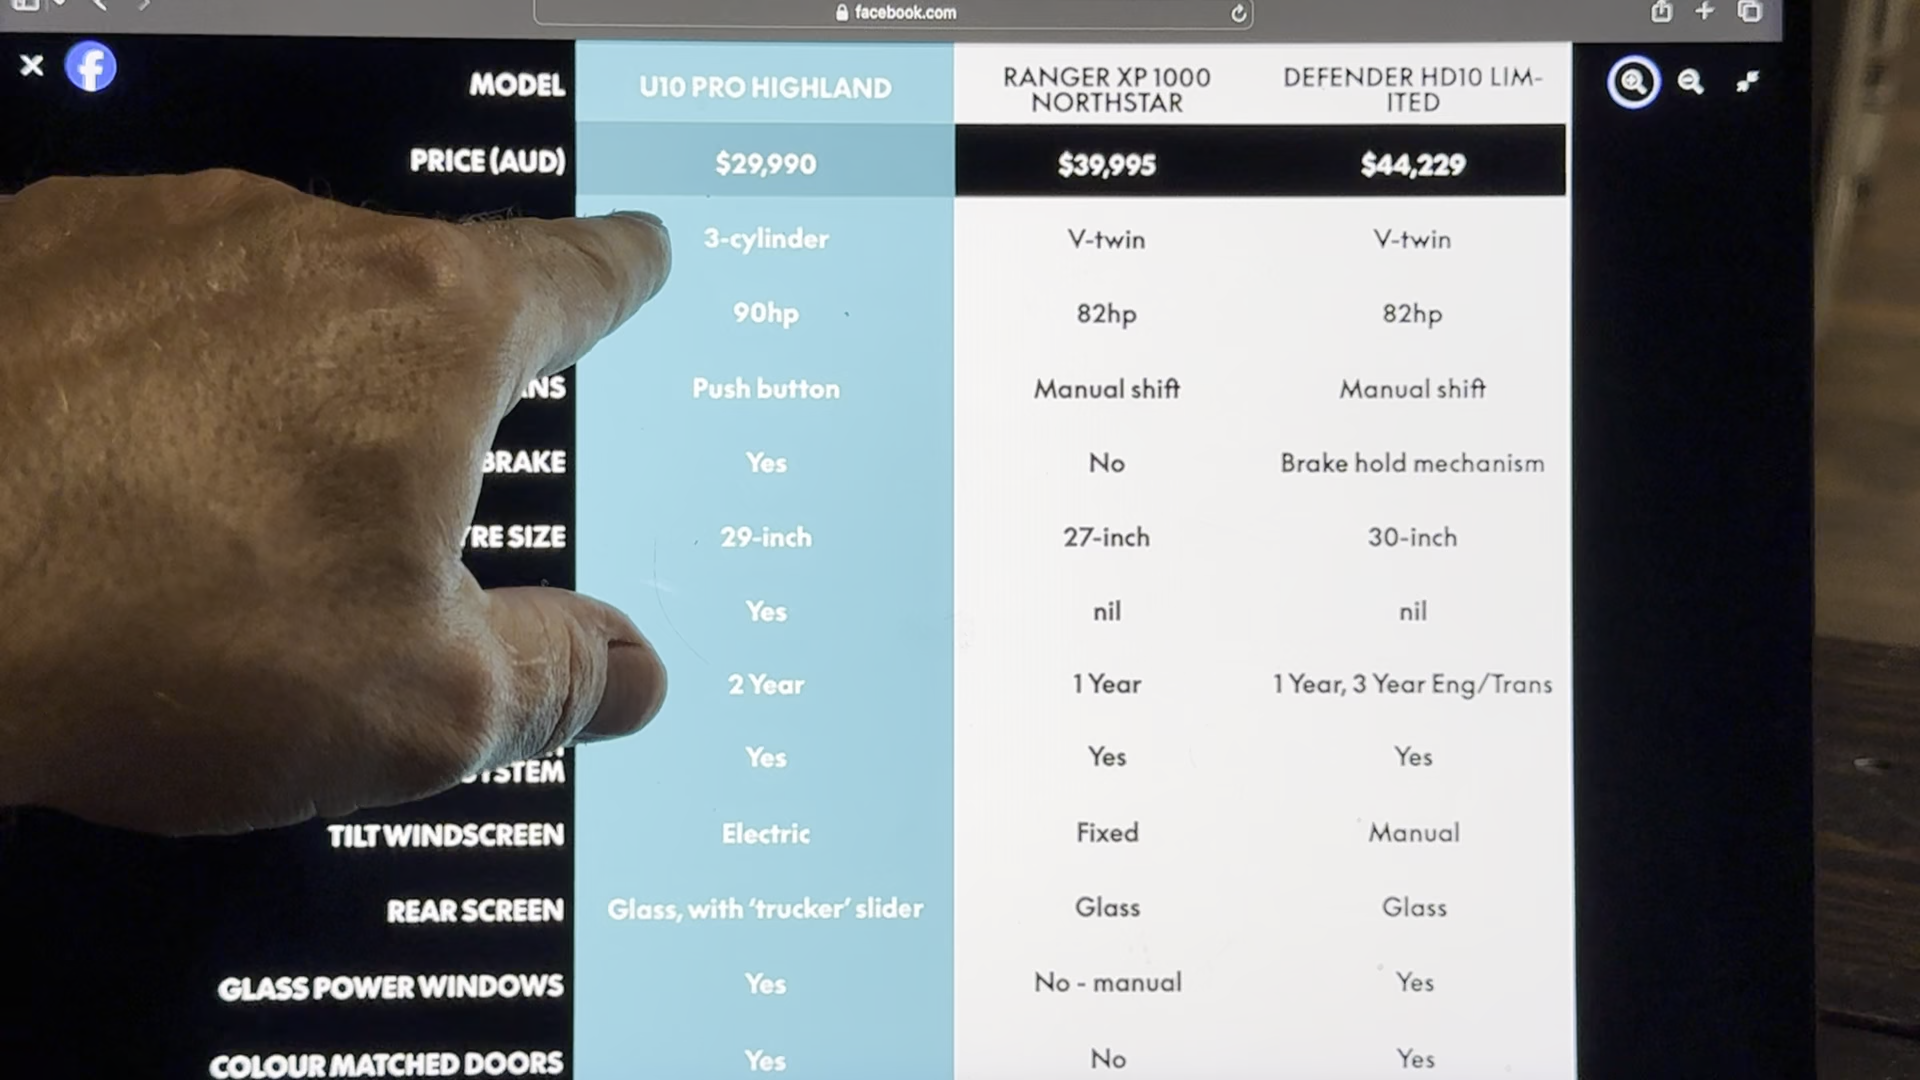 facebook.com
MODEL U10 PRO HIGHLAND RANGER XP 1000 NORTHSTAR DEFENDER HD10 LIM-ITED
PRICE (AUD) $29,990 $39,995 $44,229
3-cylinder V-twin V-twin
90hp 82hp 82hp
Push button Manual shift Manual shift
BRAKE Yes No Brake hold mechanism
SIZE 29-inch 27-inch 30-inch
Yes nil nil
2 Year 1 Year 1 Year, 3 Year Eng/Trans
Yes Yes Yes
TILT WINDSCREEN Electric Fixed Manual
REAR SCREEN Glass, with ‘trucker’ slider Glass Glass
GLASS POWER WINDOWS Yes No - manual Yes
COLOUR MATCHED DOORS Yes No Yes